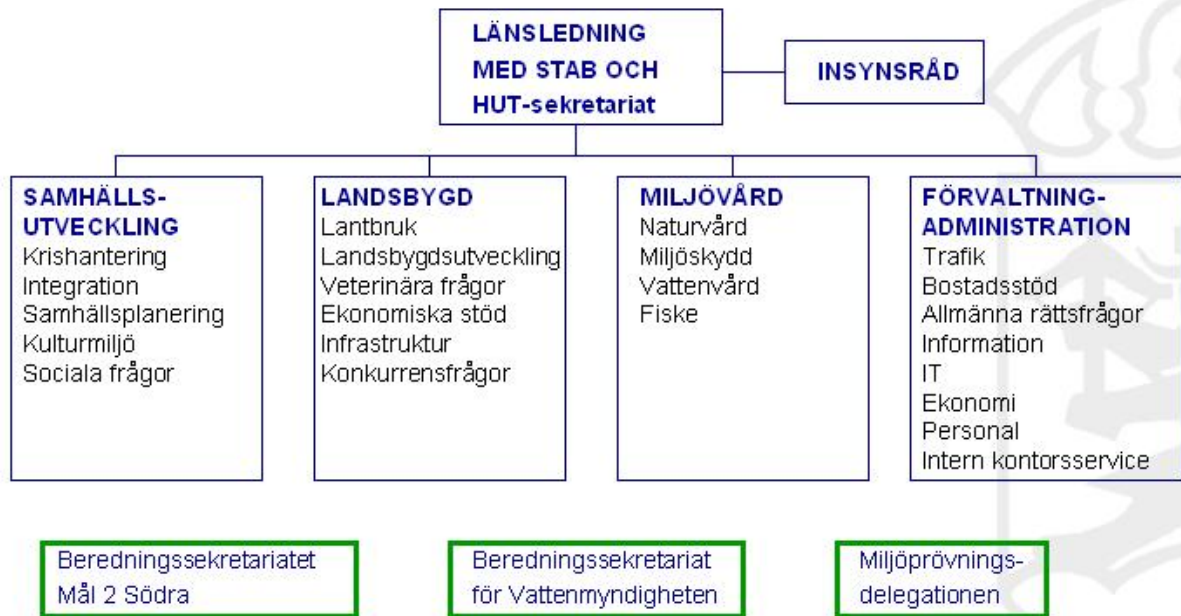 LÄNSLEDNING
MED STAB OCH
HUT-sekretariat
INSYNSRÅD
SAMHÄLLS-
UTVECKLING
Krishantering
Integration
Samhällsplanering
Kulturmiljö
Sociala frågor
LANDSBYGD
Lantbruk
Landsbygdsutveckling
Veterinära frågor
Ekonomiska stöd
Infrastruktur
Konkurrensfrågor
MILJÖVÅRD
Naturvård
Miljöskydd
Vattenvård
Fiske
FÖRVALTNING-
ADMINISTRATION
Trafik
Bostadsstöd
Allmänna rättsfrågor
Information
IT
Ekonomi
Personal
Intern kontorsservice
Beredningssekretariatet
Mål 2 Södra
Beredningssekretariat
för Vattenmyndigheten
Miljöprövnings-
delegationen